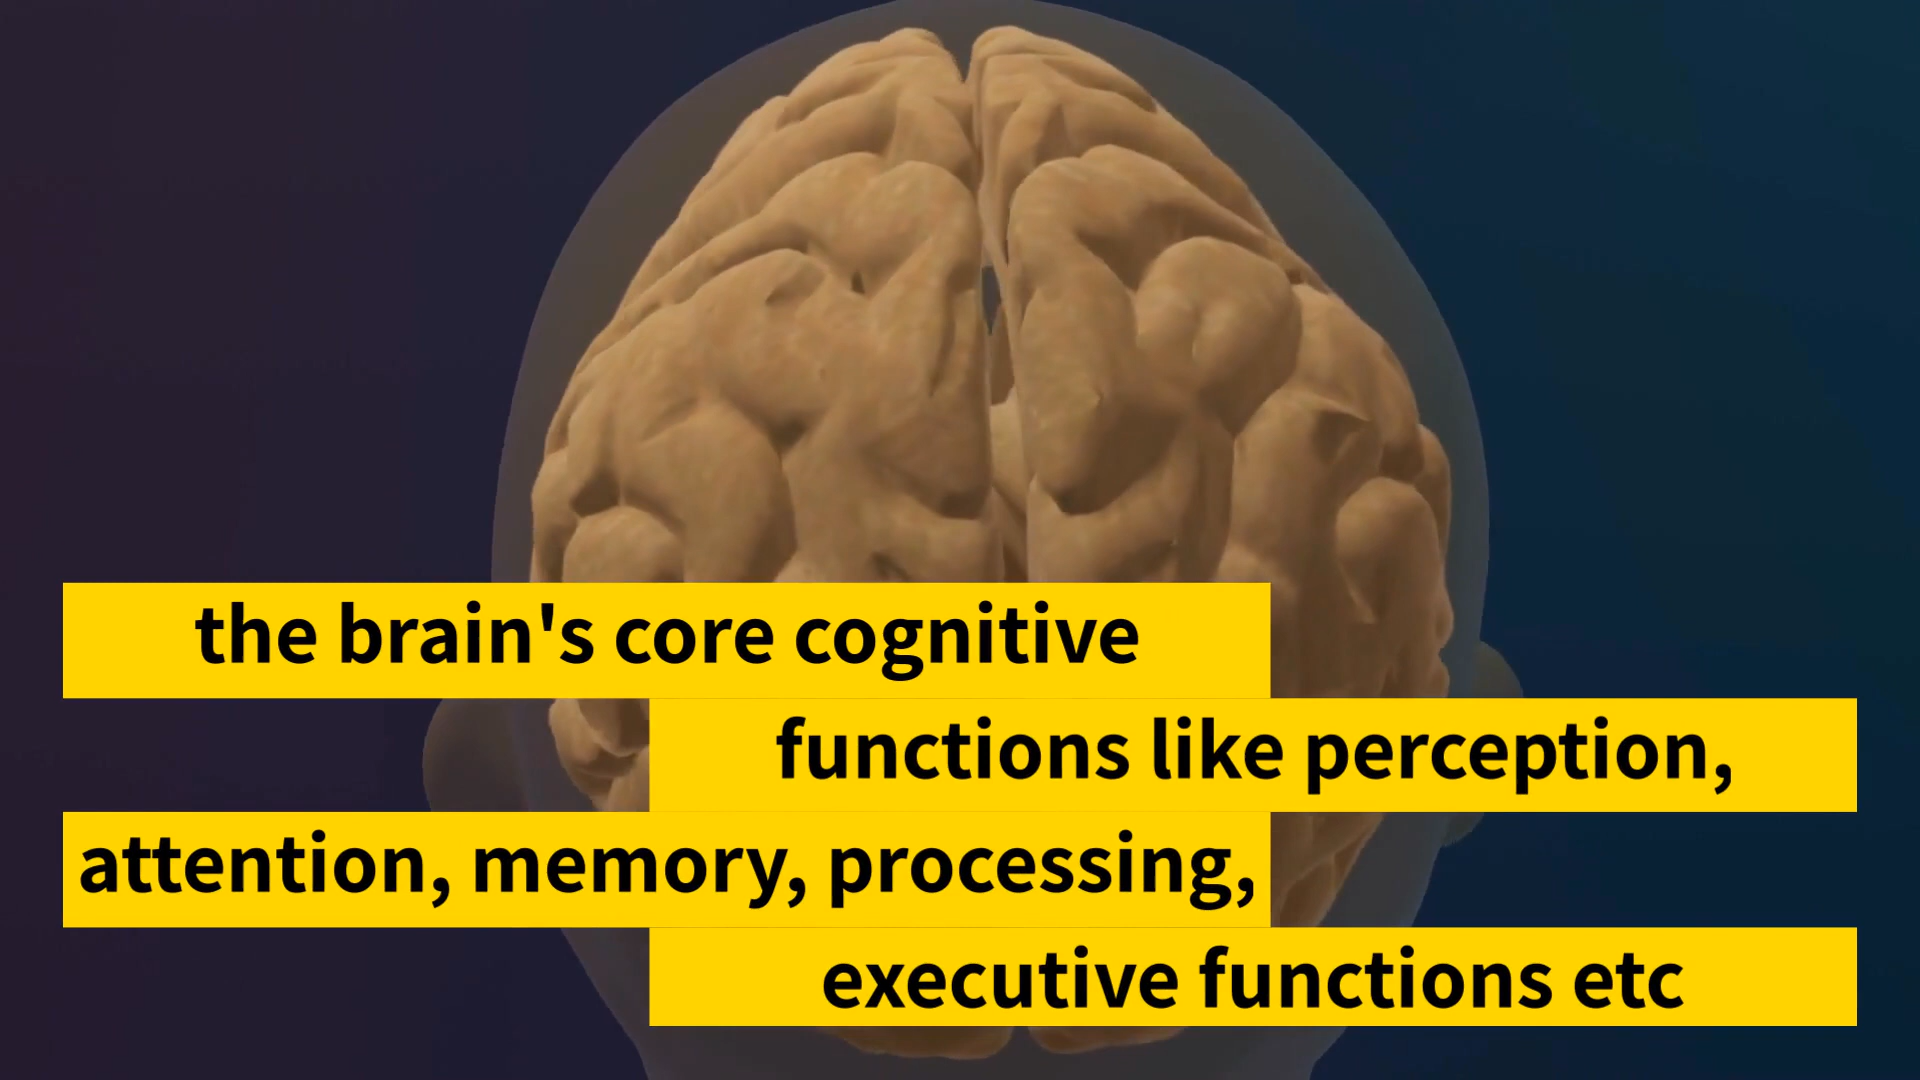 the brain's core cognitive
functions like perception,
attention, memory, processing,
executive functions etc